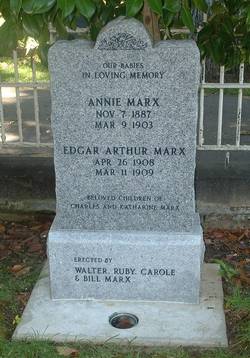 OUR BABIES
IN LOVING MEMORY
ANNIE MARX
NOV 7 1887
MAR 9 1903
EDGAR ARTHUR MARX
APR 26 1908
MAR 11 1909
BELOVED CHILDREN OF
CHARLES AND KATHARINE MARX
ERECTED BY
WALTER, RUBY, CAROLE
& BILL MARX